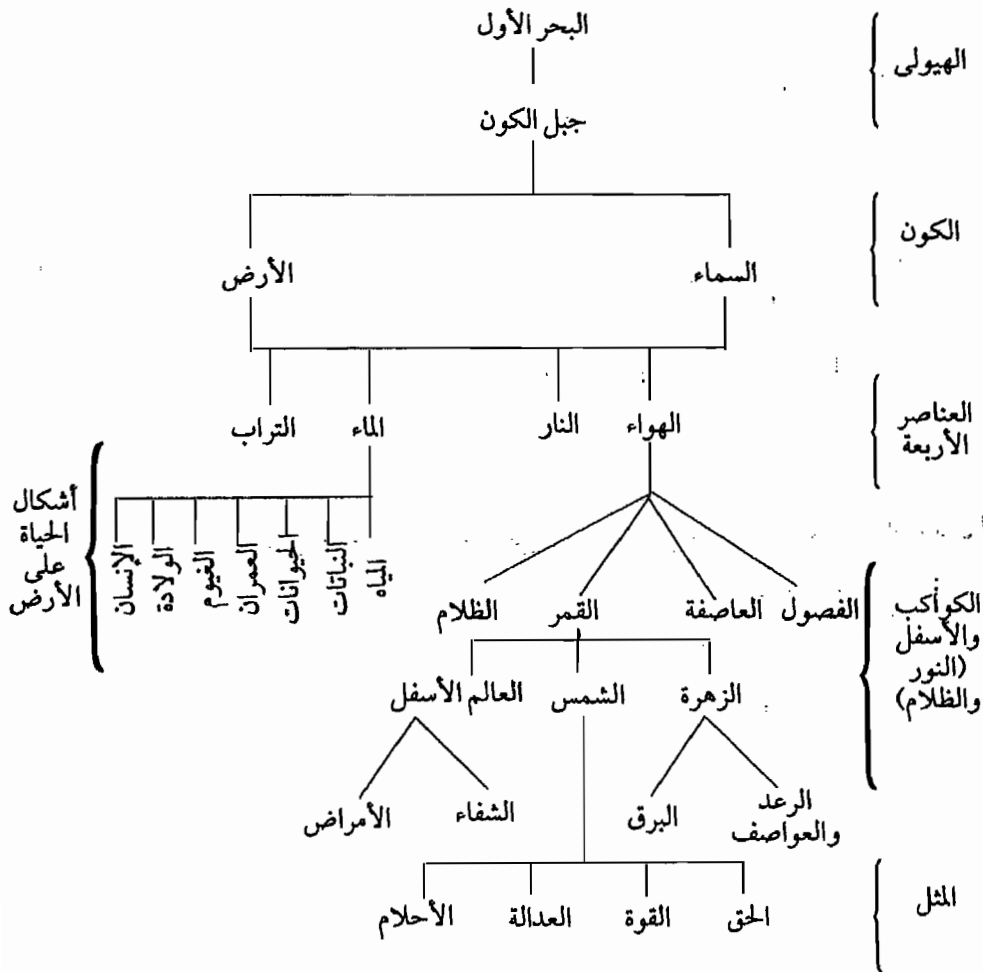 الهيولى
البحر الأول
جبل الكون
الكون
السماء
الأرض
العناصر
الأربعة
الهواء
النار
الماء
التراب
أشكال
الحياة
على
الأرض
المياه
النباتات
الحيوانات
العمران
الغيوم
الولادة
الإنسان
الكواكب
والأسفل
(النور
والظلام)
الفصول
العاصفة
القمر
الظلام
الزهرة
الشمس
العالم الأسفل
الرعد
والعواصف
البرق
الشفاء
الأمراض
المثل
الحق
القوة
العدالة
الأحلام